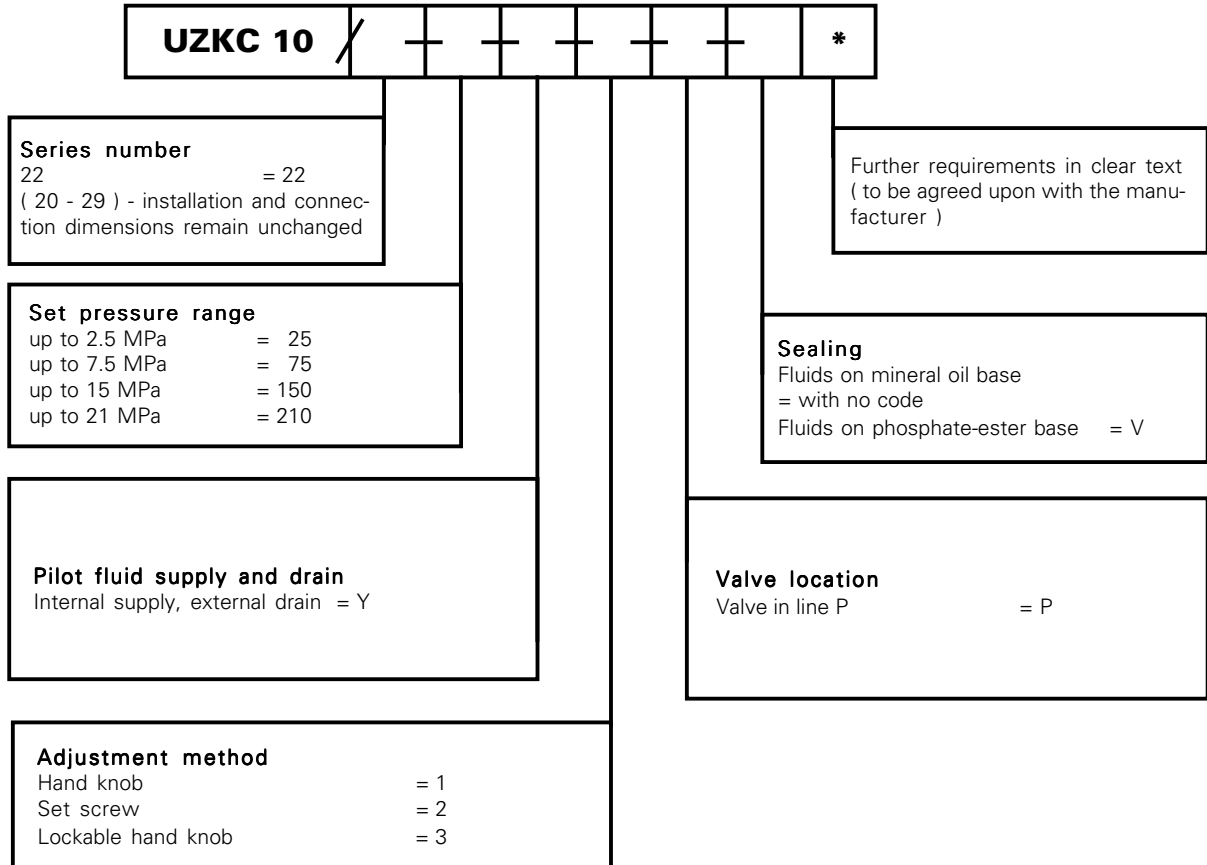 UZKC 10 / – – – – – *
Series number
22 = 22
( 20 - 29 ) - installation and connec-
tion dimensions remain unchanged
Further requirements in clear text
( to be agreed upon with the manu-
facturer )
Set pressure range
up to 2.5 MPa = 25
up to 7.5 MPa = 75
up to 15 MPa = 150
up to 21 MPa = 210
Sealing
Fluids on mineral oil base
= with no code
Fluids on phosphate-ester base = V
Pilot fluid supply and drain
Internal supply, external drain = Y
Valve location
Valve in line P = P
Adjustment method
Hand knob = 1
Set screw = 2
Lockable hand knob = 3